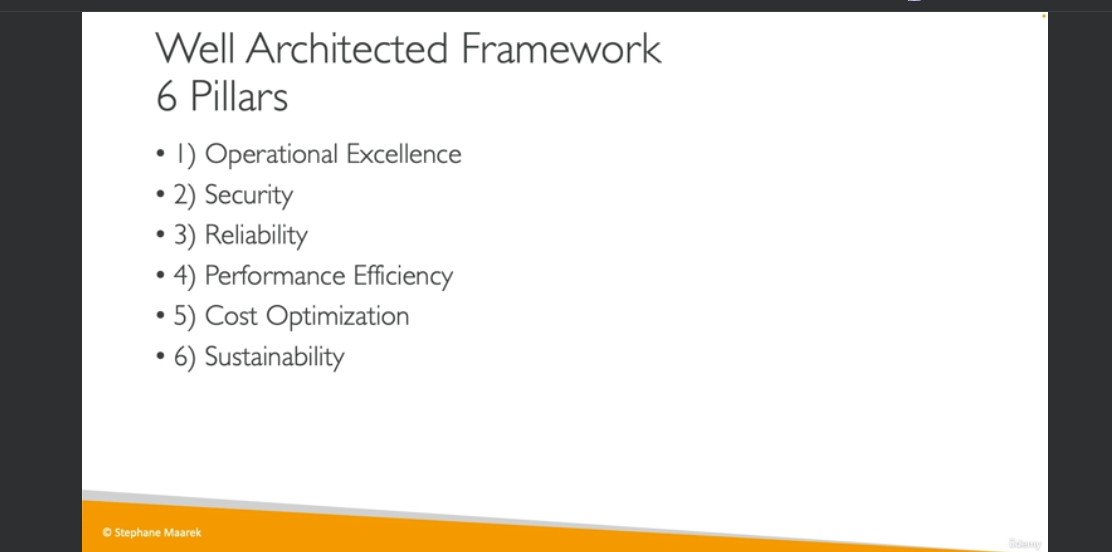 Well Architected Framework
6 Pillars
• 1) Operational Excellence
• 2) Security
• 3) Reliability
• 4) Performance Efficiency
• 5) Cost Optimization
• 6) Sustainability
© Stephane Maarek
Udemy